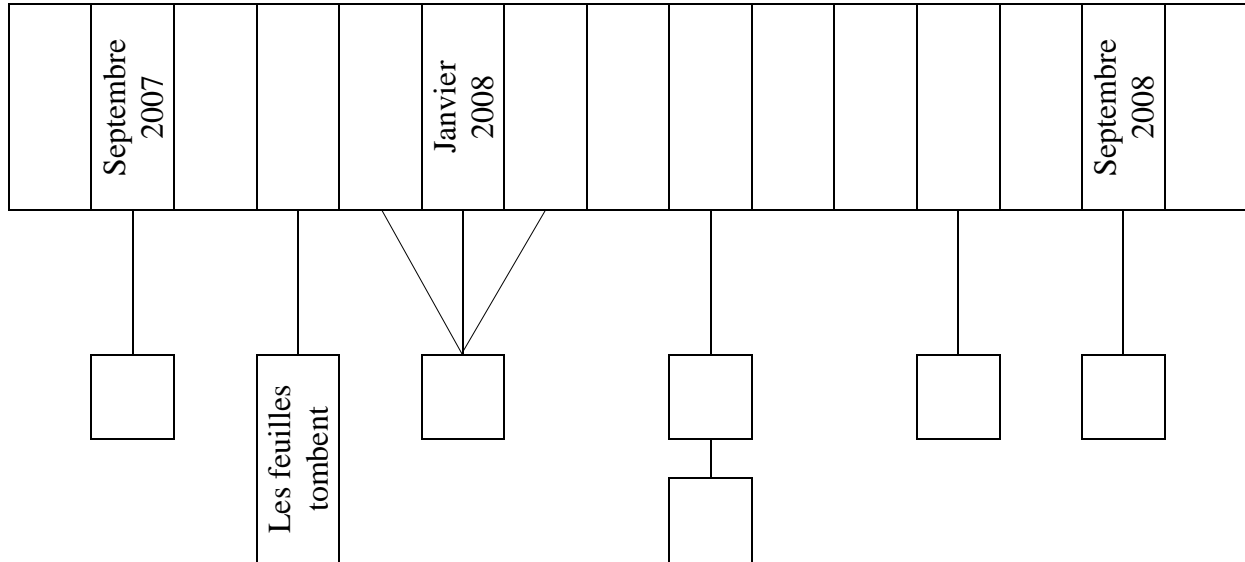 Septembre
2007
Janvier
2008
Septembre
2008
Les feuilles
tombent